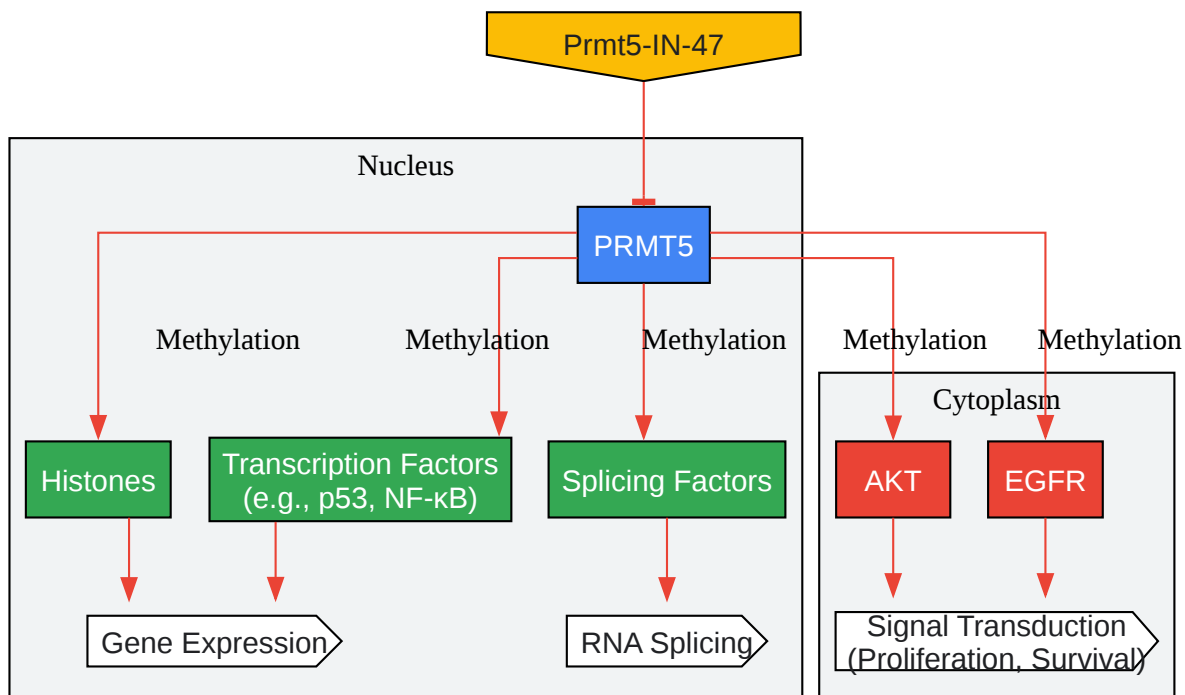 Prmt5-IN-47
Nucleus
PRMT5
Methylation
Methylation
Methylation
Methylation
Methylation
Cytoplasm
Histones
Transcription Factors
(e.g., p53, NF-κB)
Splicing Factors
AKT
EGFR
Gene Expression
RNA Splicing
Signal Transduction
(Proliferation, Survival)